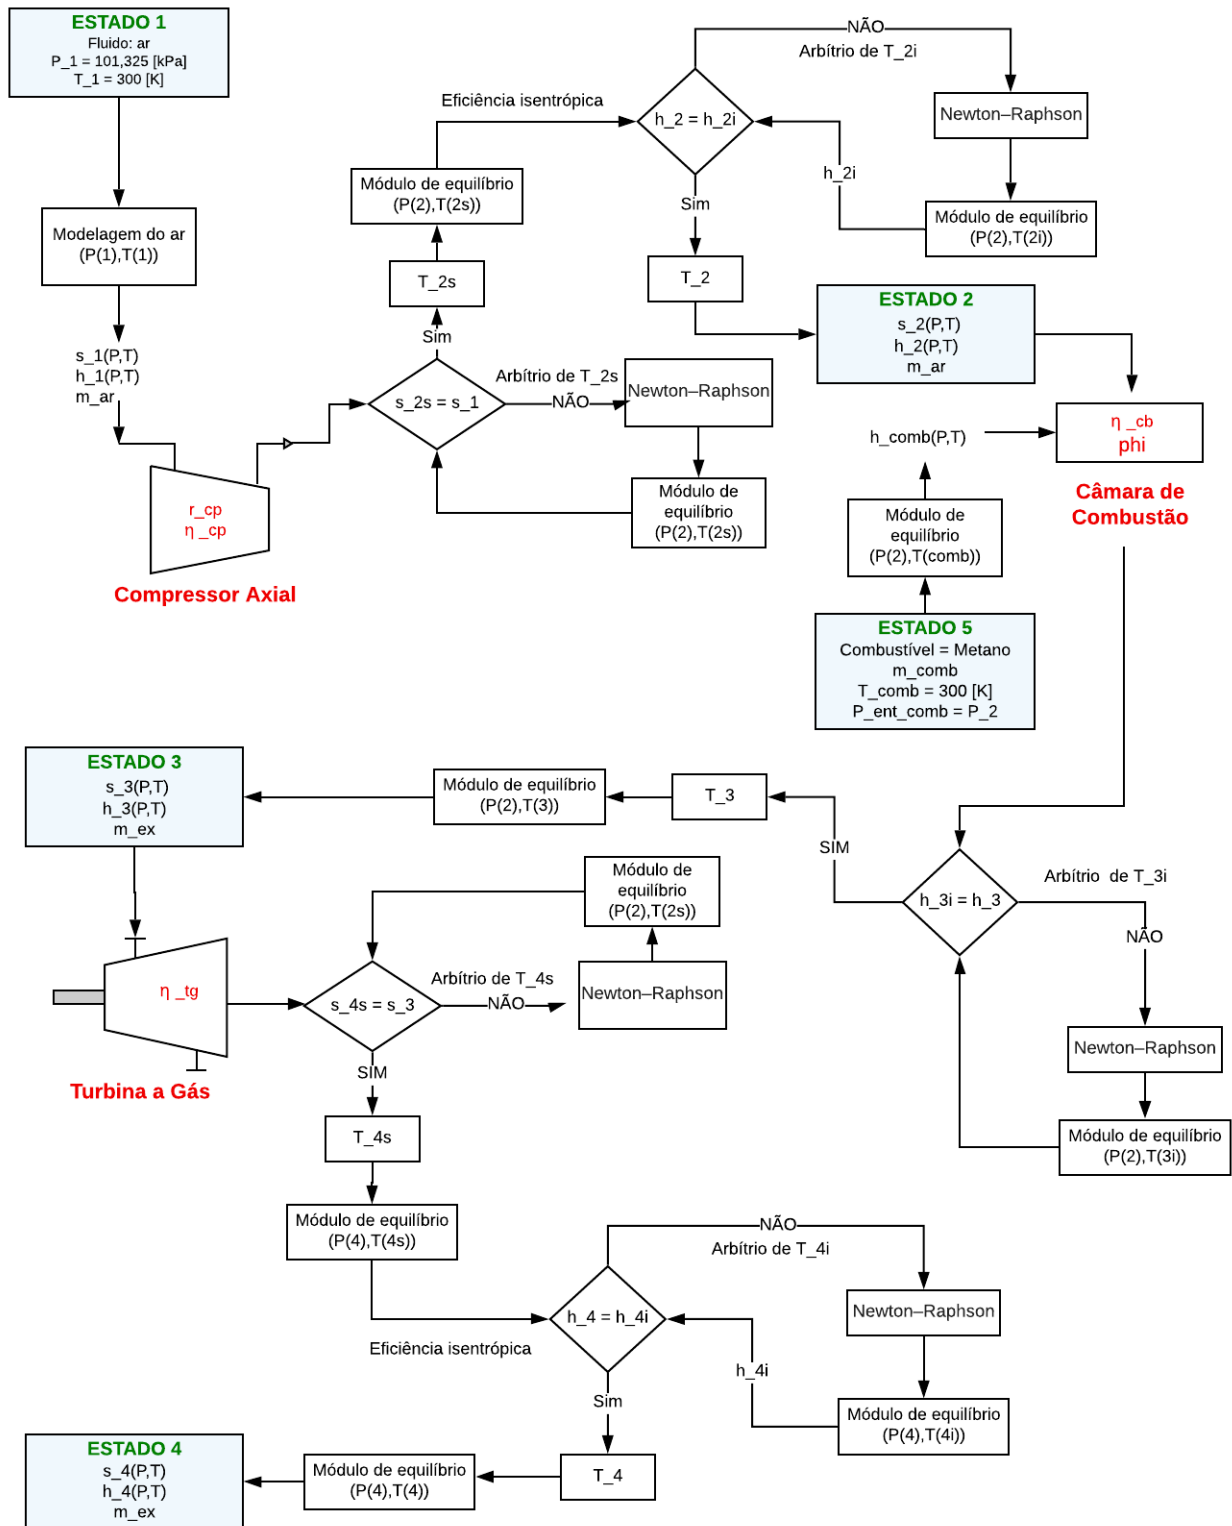 ESTADO 1
Fluido: ar
P_1 = 101,325 [kPa]
T_1 = 300 [K]
Modelagem do ar
(P(1),T(1))
s_1(P,T)
h_1(P,T)
m_ar
r_cp
η _cp
Compressor Axial
s_2s = s_1
Arbítrio de T_2s
NÃO
Newton–Raphson
Módulo de
equilíbrio
(P(2),T(2s))
Sim
T_2s
Módulo de equilíbrio
(P(2),T(2s))
Eficiência isentrópica
h_2 = h_2i
NÃO
Arbítrio de T_2i
Newton–Raphson
Módulo de equilíbrio
(P(2),T(2i))
h_2i
Sim
T_2
ESTADO 2
s_2(P,T)
h_2(P,T)
m_ar
η _cb
phi
Câmara de
Combustão
h_comb(P,T)
Módulo de
equilíbrio
(P(2),T(comb))
ESTADO 5
Combustível = Metano
m_comb
T_comb = 300 [K]
P_ent_comb = P_2
h_3i = h_3
Arbítrio  de T_3i
NÃO
Newton–Raphson
Módulo de equilíbrio
(P(2),T(3i))
SIM
T_3
Módulo de equilíbrio
(P(2),T(3))
ESTADO 3
s_3(P,T)
h_3(P,T)
m_ex
η _tg
Turbina a Gás
s_4s = s_3
Arbítrio de T_4s
NÃO
Newton–Raphson
Módulo de
equilíbrio
(P(2),T(2s))
SIM
T_4s
Módulo de equilíbrio
(P(4),T(4s))
Eficiência isentrópica
h_4 = h_4i
NÃO
Arbítrio de T_4i
Newton–Raphson
Módulo de equilíbrio
(P(4),T(4i))
h_4i
Sim
T_4
Módulo de equilíbrio
(P(4),T(4))
ESTADO 4
s_4(P,T)
h_4(P,T)
m_ex